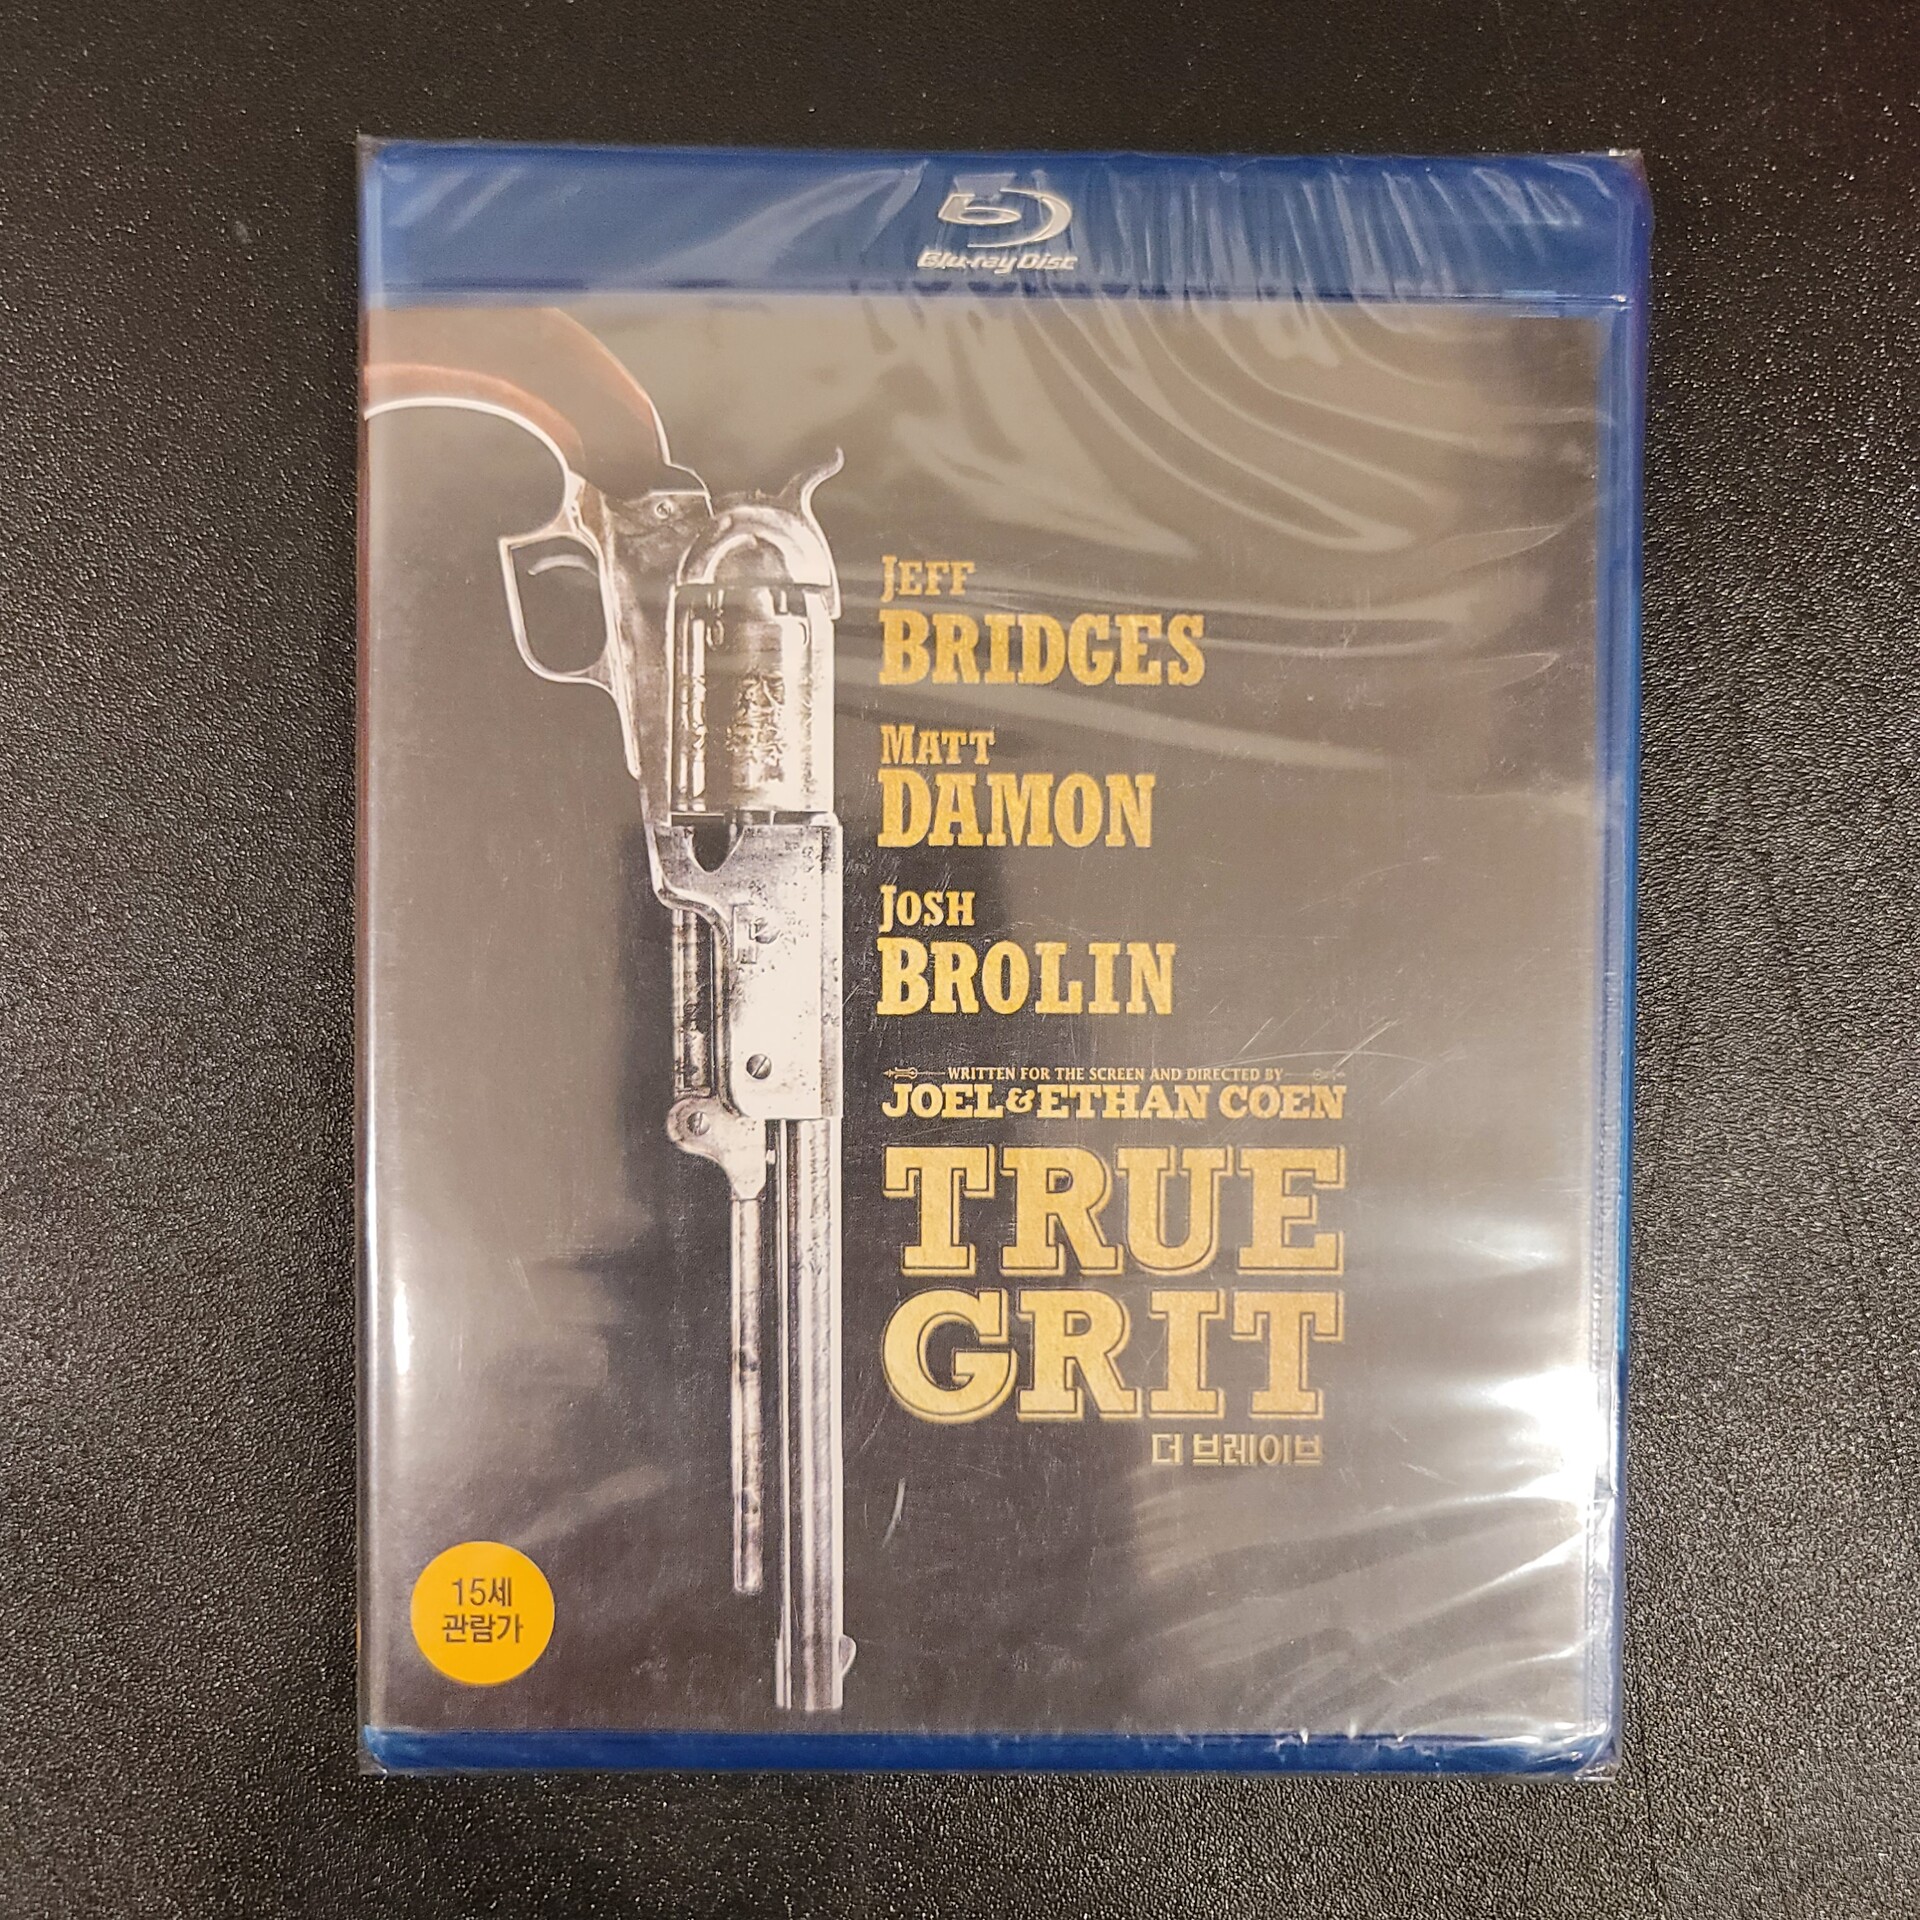 Blu-ray Disc
JEFF
BRIDGES
MATT
DAMON
JOSH
BROLIN
WRITTEN FOR THE SCREEN AND DIRECTED BY
JOEL & ETHAN COEN
TRUE
GRIT
더 브레이브
15세
관람가